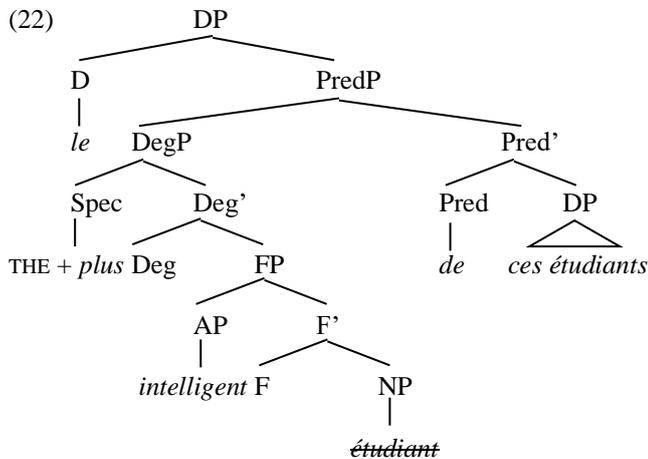 (22) DP
D PredP
le DegP Pred’
Spec Deg’ Pred DP
THE + plus Deg FP de ces étudiants
AP F’
intelligent F NP
étudiant